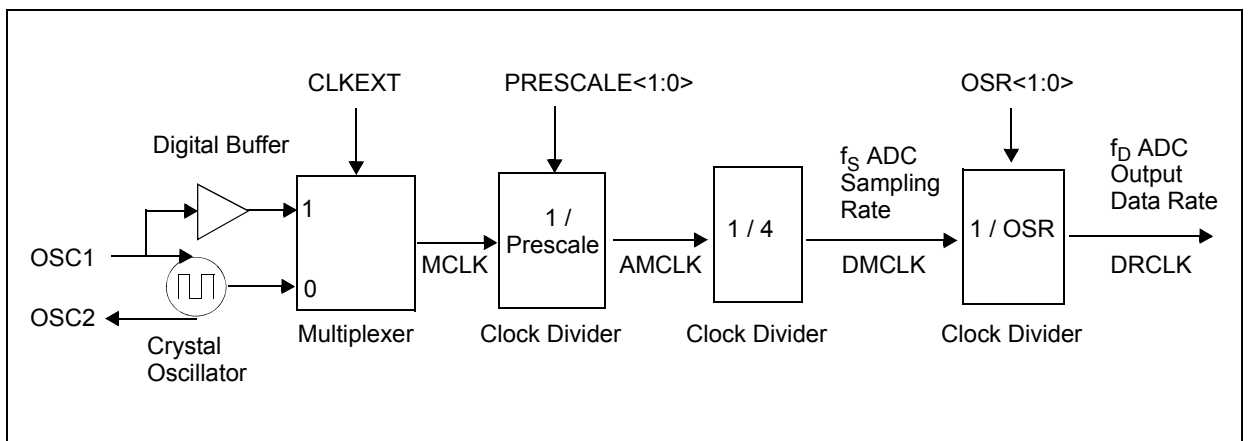 CLKEXT
PRESCALE<1:0>
OSR<1:0>
Digital Buffer
fS ADC
Sampling
Rate
fD ADC
Output
Data Rate
1
1 /
Prescale
1 / 4
1 / OSR
OSC1
MCLK
AMCLK
DMCLK
DRCLK
0
OSC2
Multiplexer
Clock Divider
Clock Divider
Clock Divider
Crystal
Oscillator